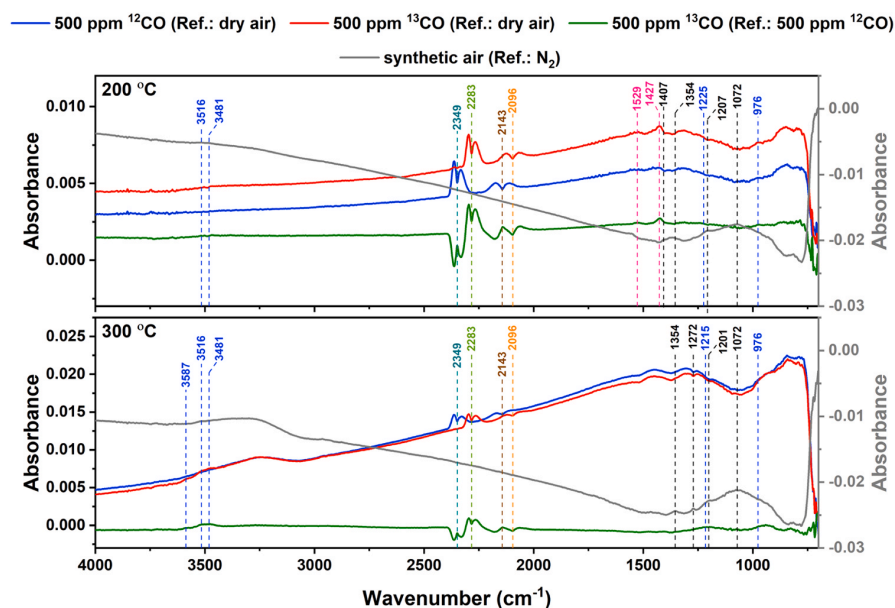 500 ppm ¹²CO (Ref.: dry air) 500 ppm ¹³CO (Ref.: dry air) 500 ppm ¹³CO (Ref.: 500 ppm ¹²CO)
synthetic air (Ref.: N₂)
200 °C
3516 3481 2349 2283 2143 2096 1529 1427 1407 1354 1225 1207 1072 976
0.010
0.005
0.000
Absorbance
0.00
-0.01
-0.02
-0.03
Absorbance
300 °C
3587 3516 3481 2349 2283 2143 2096 1354 1272 1215 1201 1072 976
0.025
0.020
0.015
0.010
0.005
0.000
Absorbance
0.00
-0.01
-0.02
-0.03
Absorbance
4000 3500 3000 2500 2000 1500 1000
Wavenumber (cm⁻¹)